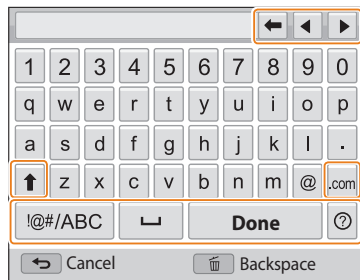 1 2 3 4 5 6 7 8 9 0
q w e r t y u i o p
a s d f g h j k l .
z x c v b n m @ .com
!@#/ABC Done ?
Cancel Backspace